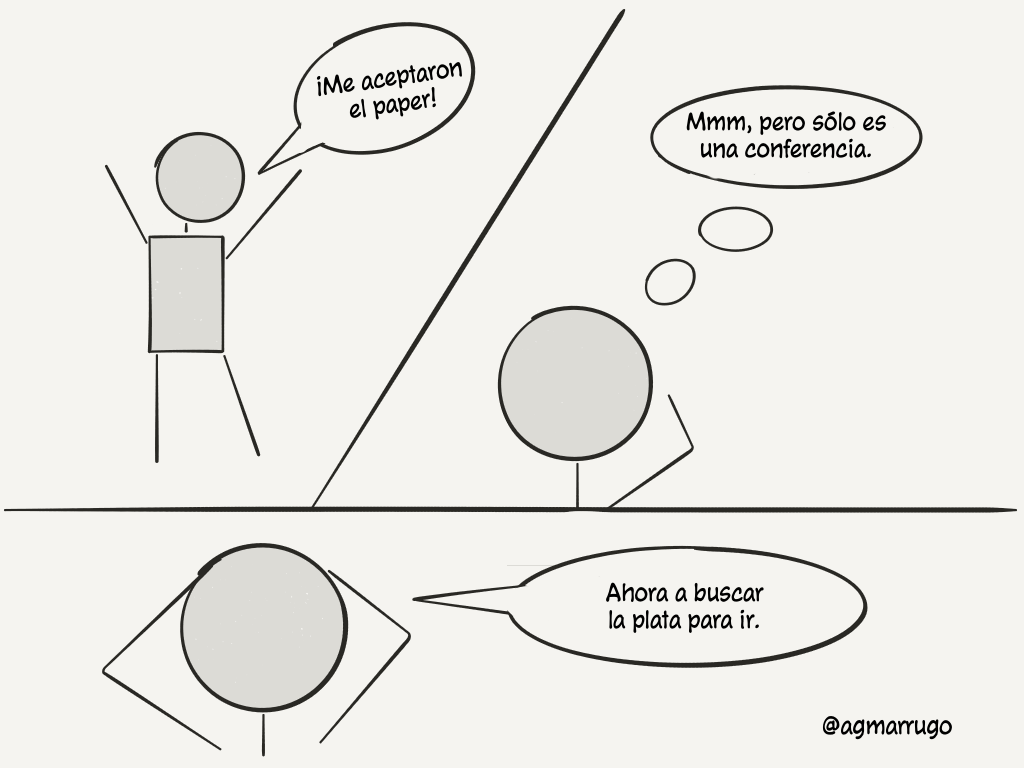 ¡Me aceptaron
el paper!
Mmm, pero sólo es
una conferencia.
Ahora a buscar
la plata para ir.
@agmarrugo